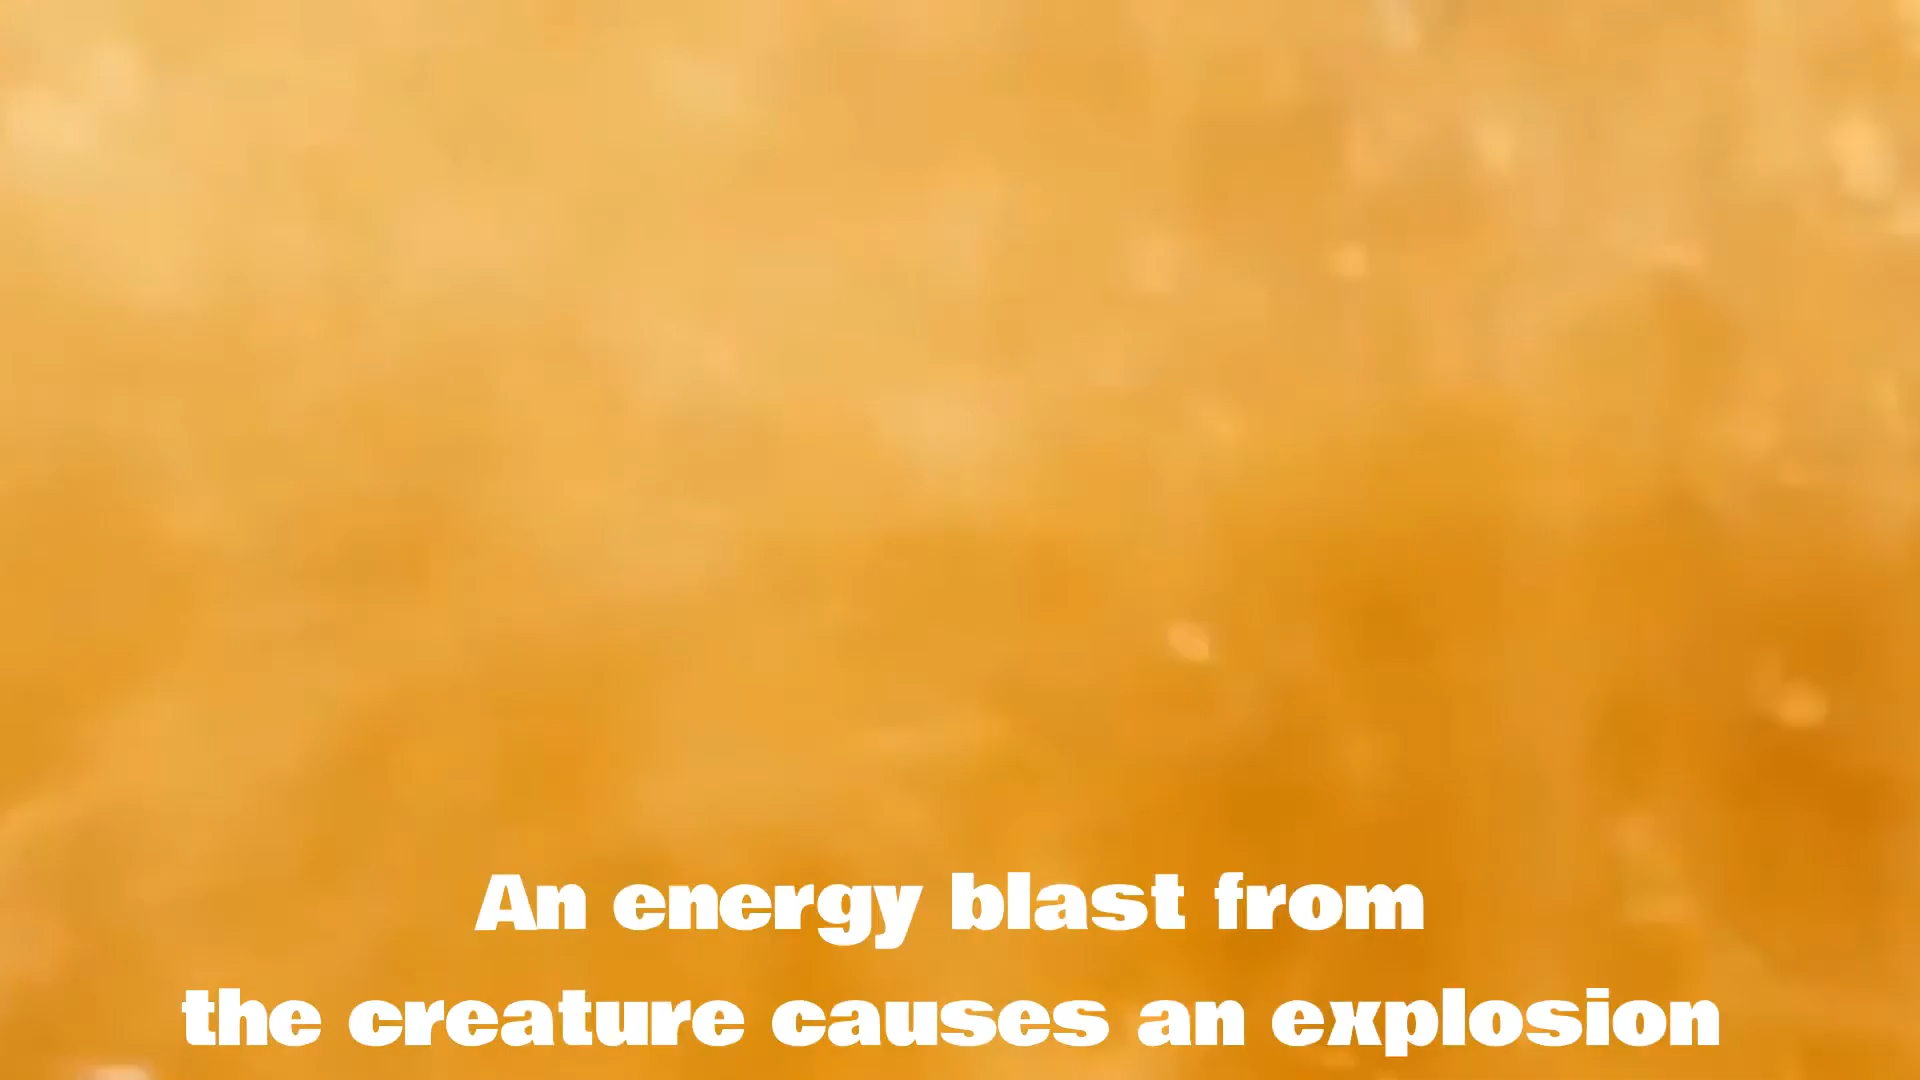 An energy blast from
the creature causes an explosion